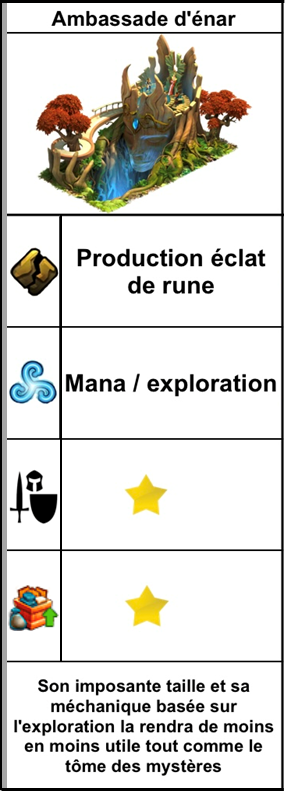 Ambassade d'énar
Production éclat
de rune
Mana / exploration
Son imposante taille et sa
méchanique basée sur
l'exploration la rendra de moins
en moins utile tout comme le
tôme des mystères